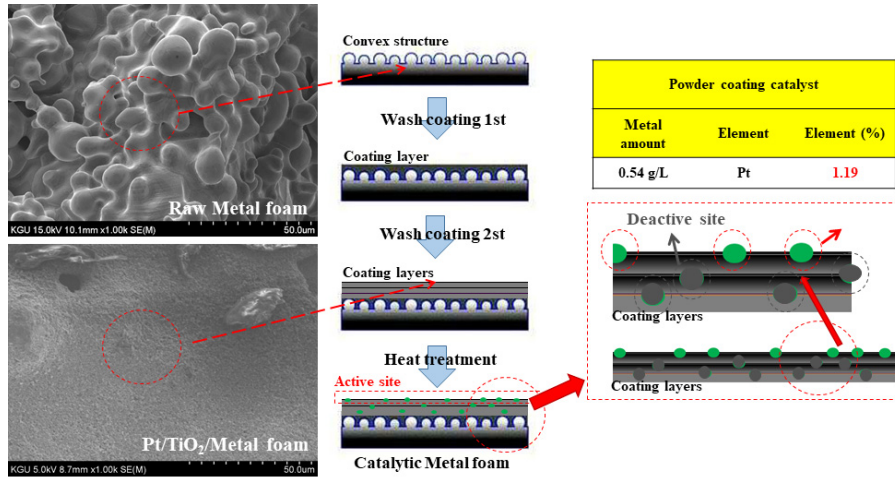 Raw Metal foam
KGU 15.0kV 10.1mm x1.00k SE(M)
50.0um
Pt/TiO₂/Metal foam
KGU 5.0kV 8.7mm x1.00k SE(M)
50.0um
Convex structure
Wash coating 1st
Coating layer
Wash coating 2st
Coating layers
Heat treatment
Active site
Catalytic Metal foam
Powder coating catalyst
Metal amount
Element
Element (%)
0.54 g/L
Pt
1.19
Deactive site
Coating layers
Coating layers